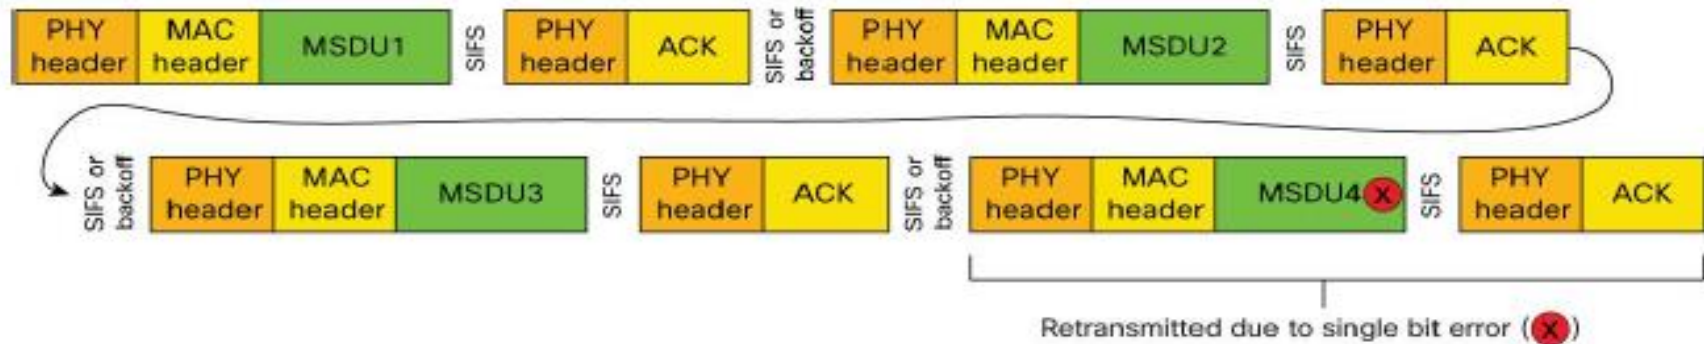 PHY header MAC header MSDU1 SIFS PHY header ACK SIFS or backoff PHY header MAC header MSDU2 SIFS PHY header ACK
SIFS or backoff PHY header MAC header MSDU3 SIFS PHY header ACK SIFS or backoff PHY header MAC header MSDU4 X SIFS PHY header ACK
Retransmitted due to single bit error (X)